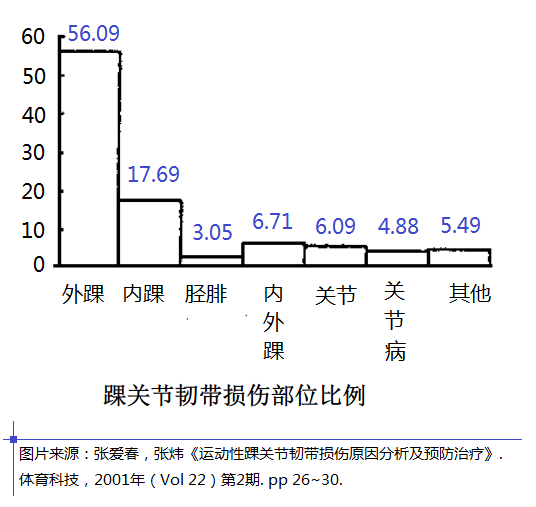 60
50
40
30
20
10
0
56.09
17.69
3.05
6.71
6.09
4.88
5.49
外踝
内踝
胫腓
内外踝
关节
关节病
其他
踝关节韧带损伤部位比例
图片来源：张爱春，张炜《运动性踝关节韧带损伤原因分析及预防治疗》.
体育科技，2001年（Vol 22）第2期. pp 26~30.